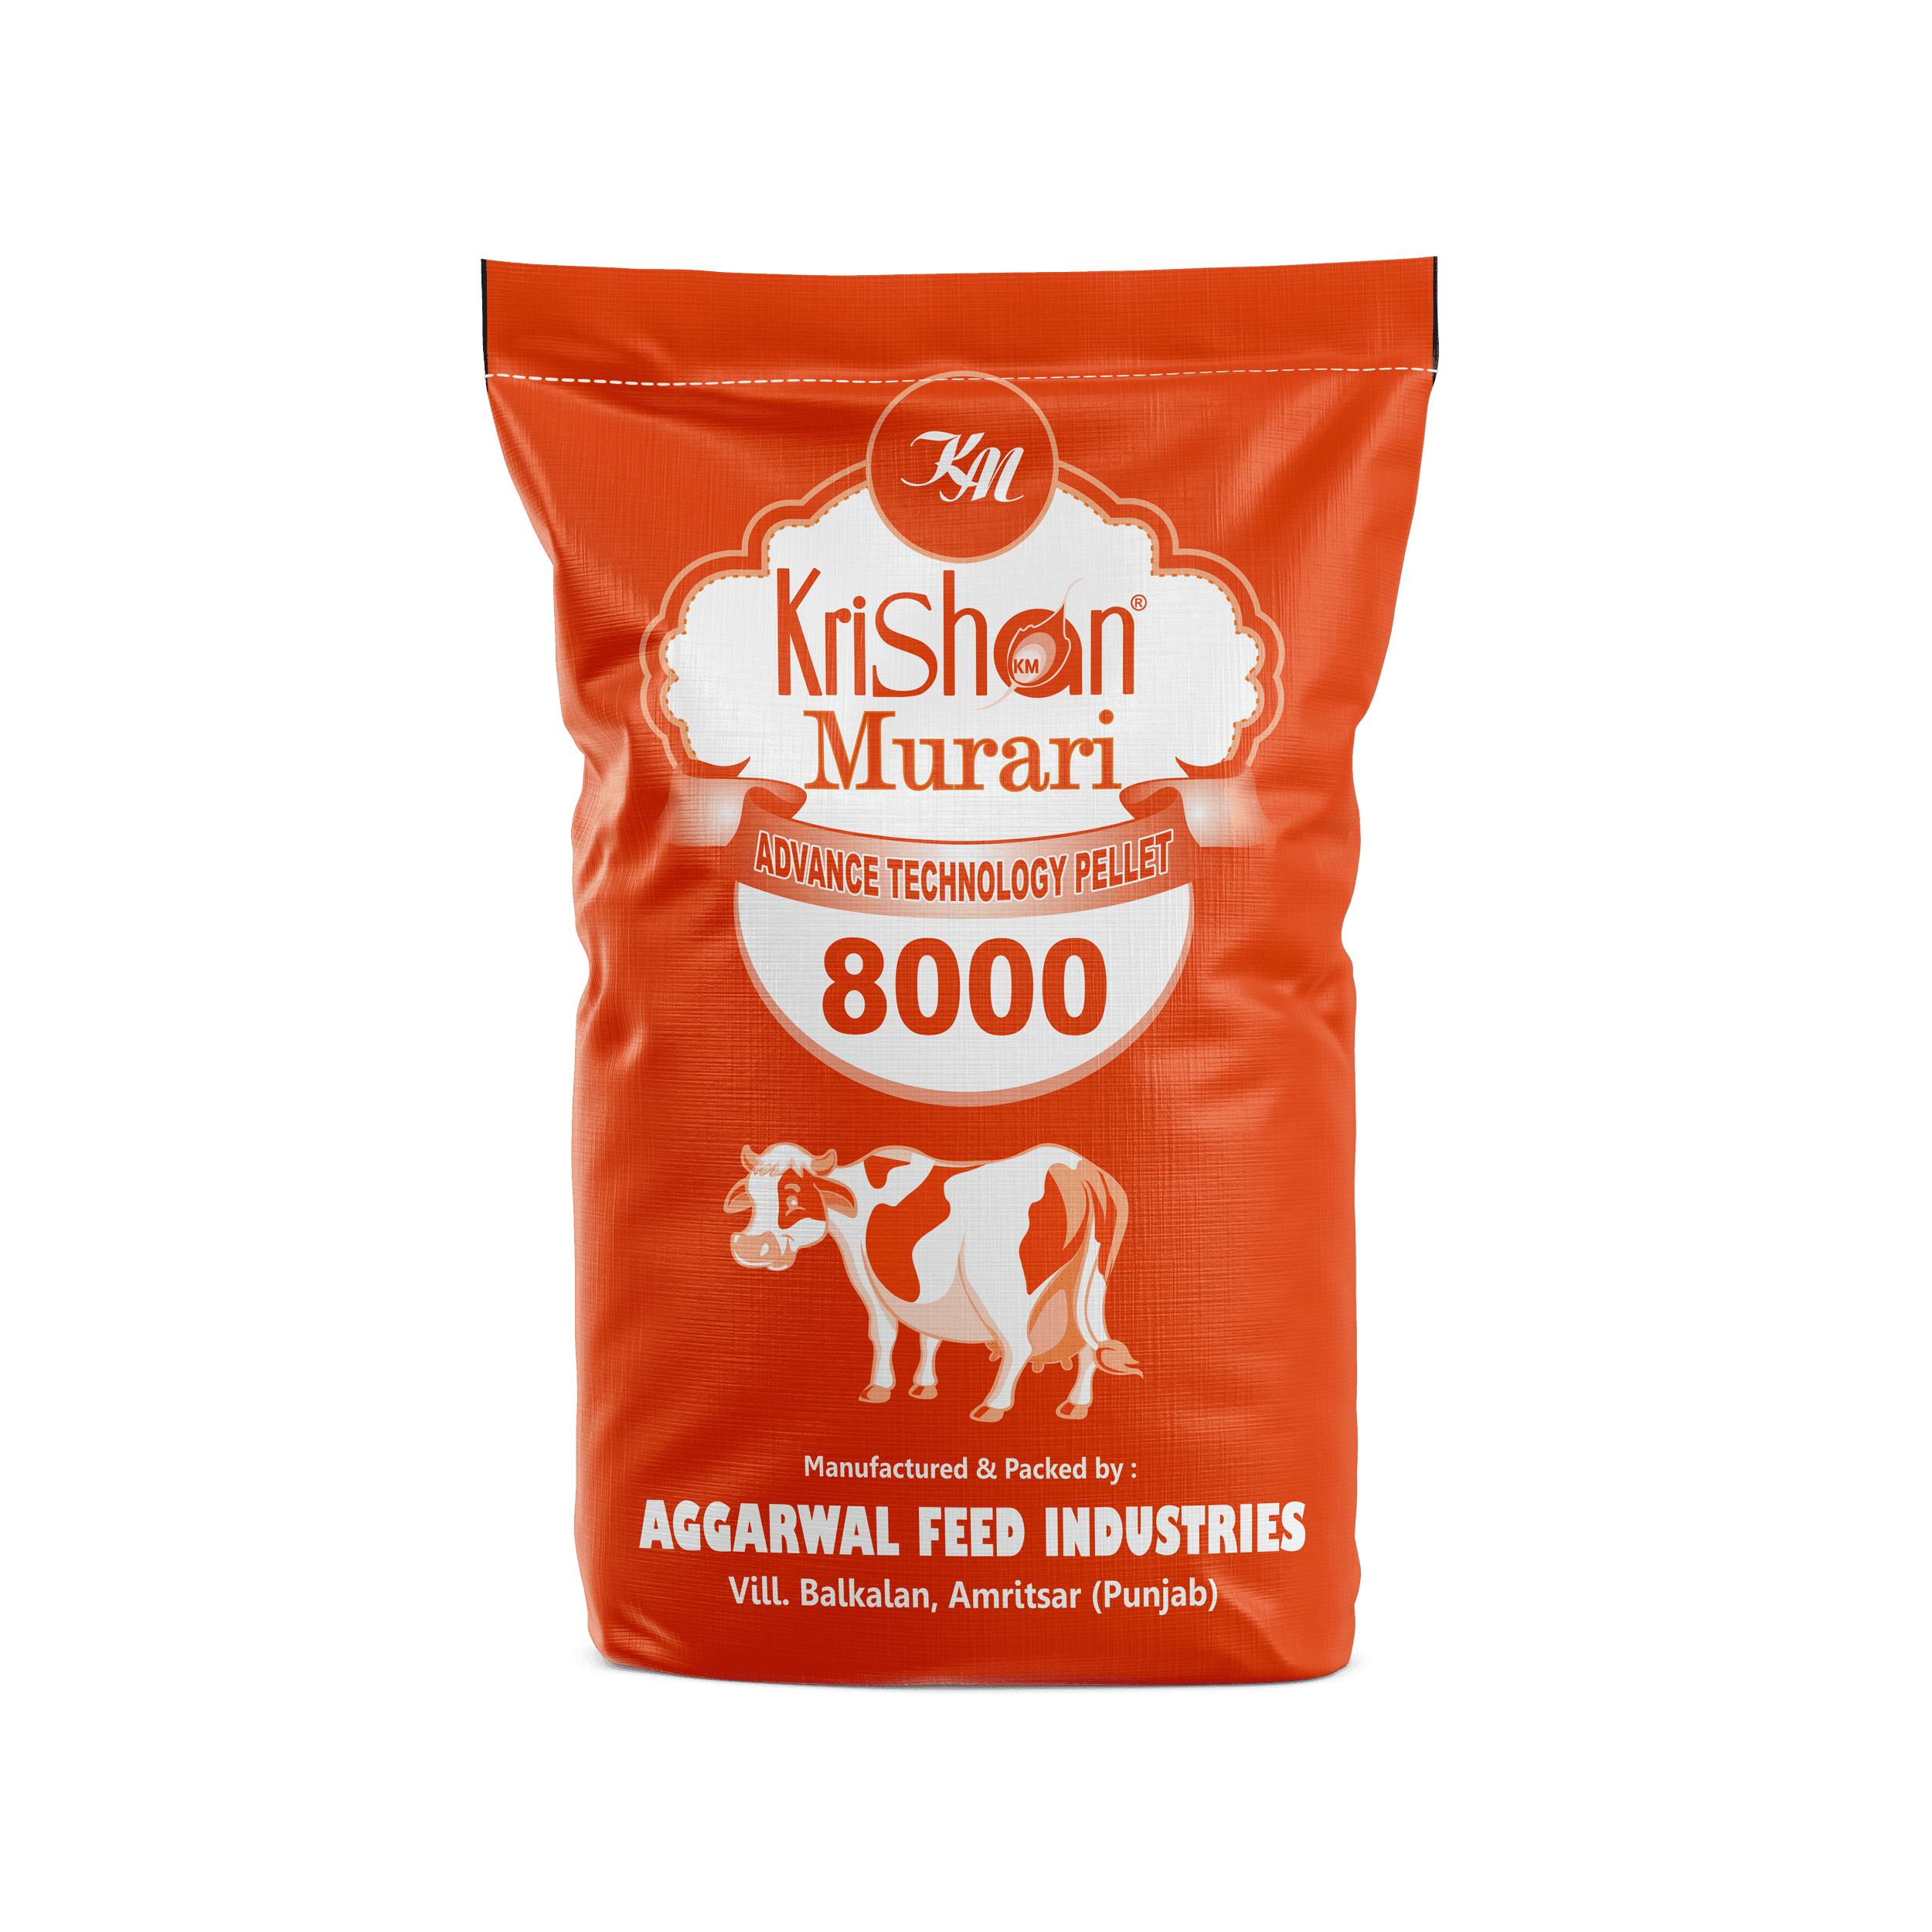 KM
Krishan®
KM
Murari
ADVANCE TECHNOLOGY PELLET
8000
Manufactured & Packed by :
AGGARWAL FEED INDUSTRIES
Vill. Balkalan, Amritsar (Punjab)